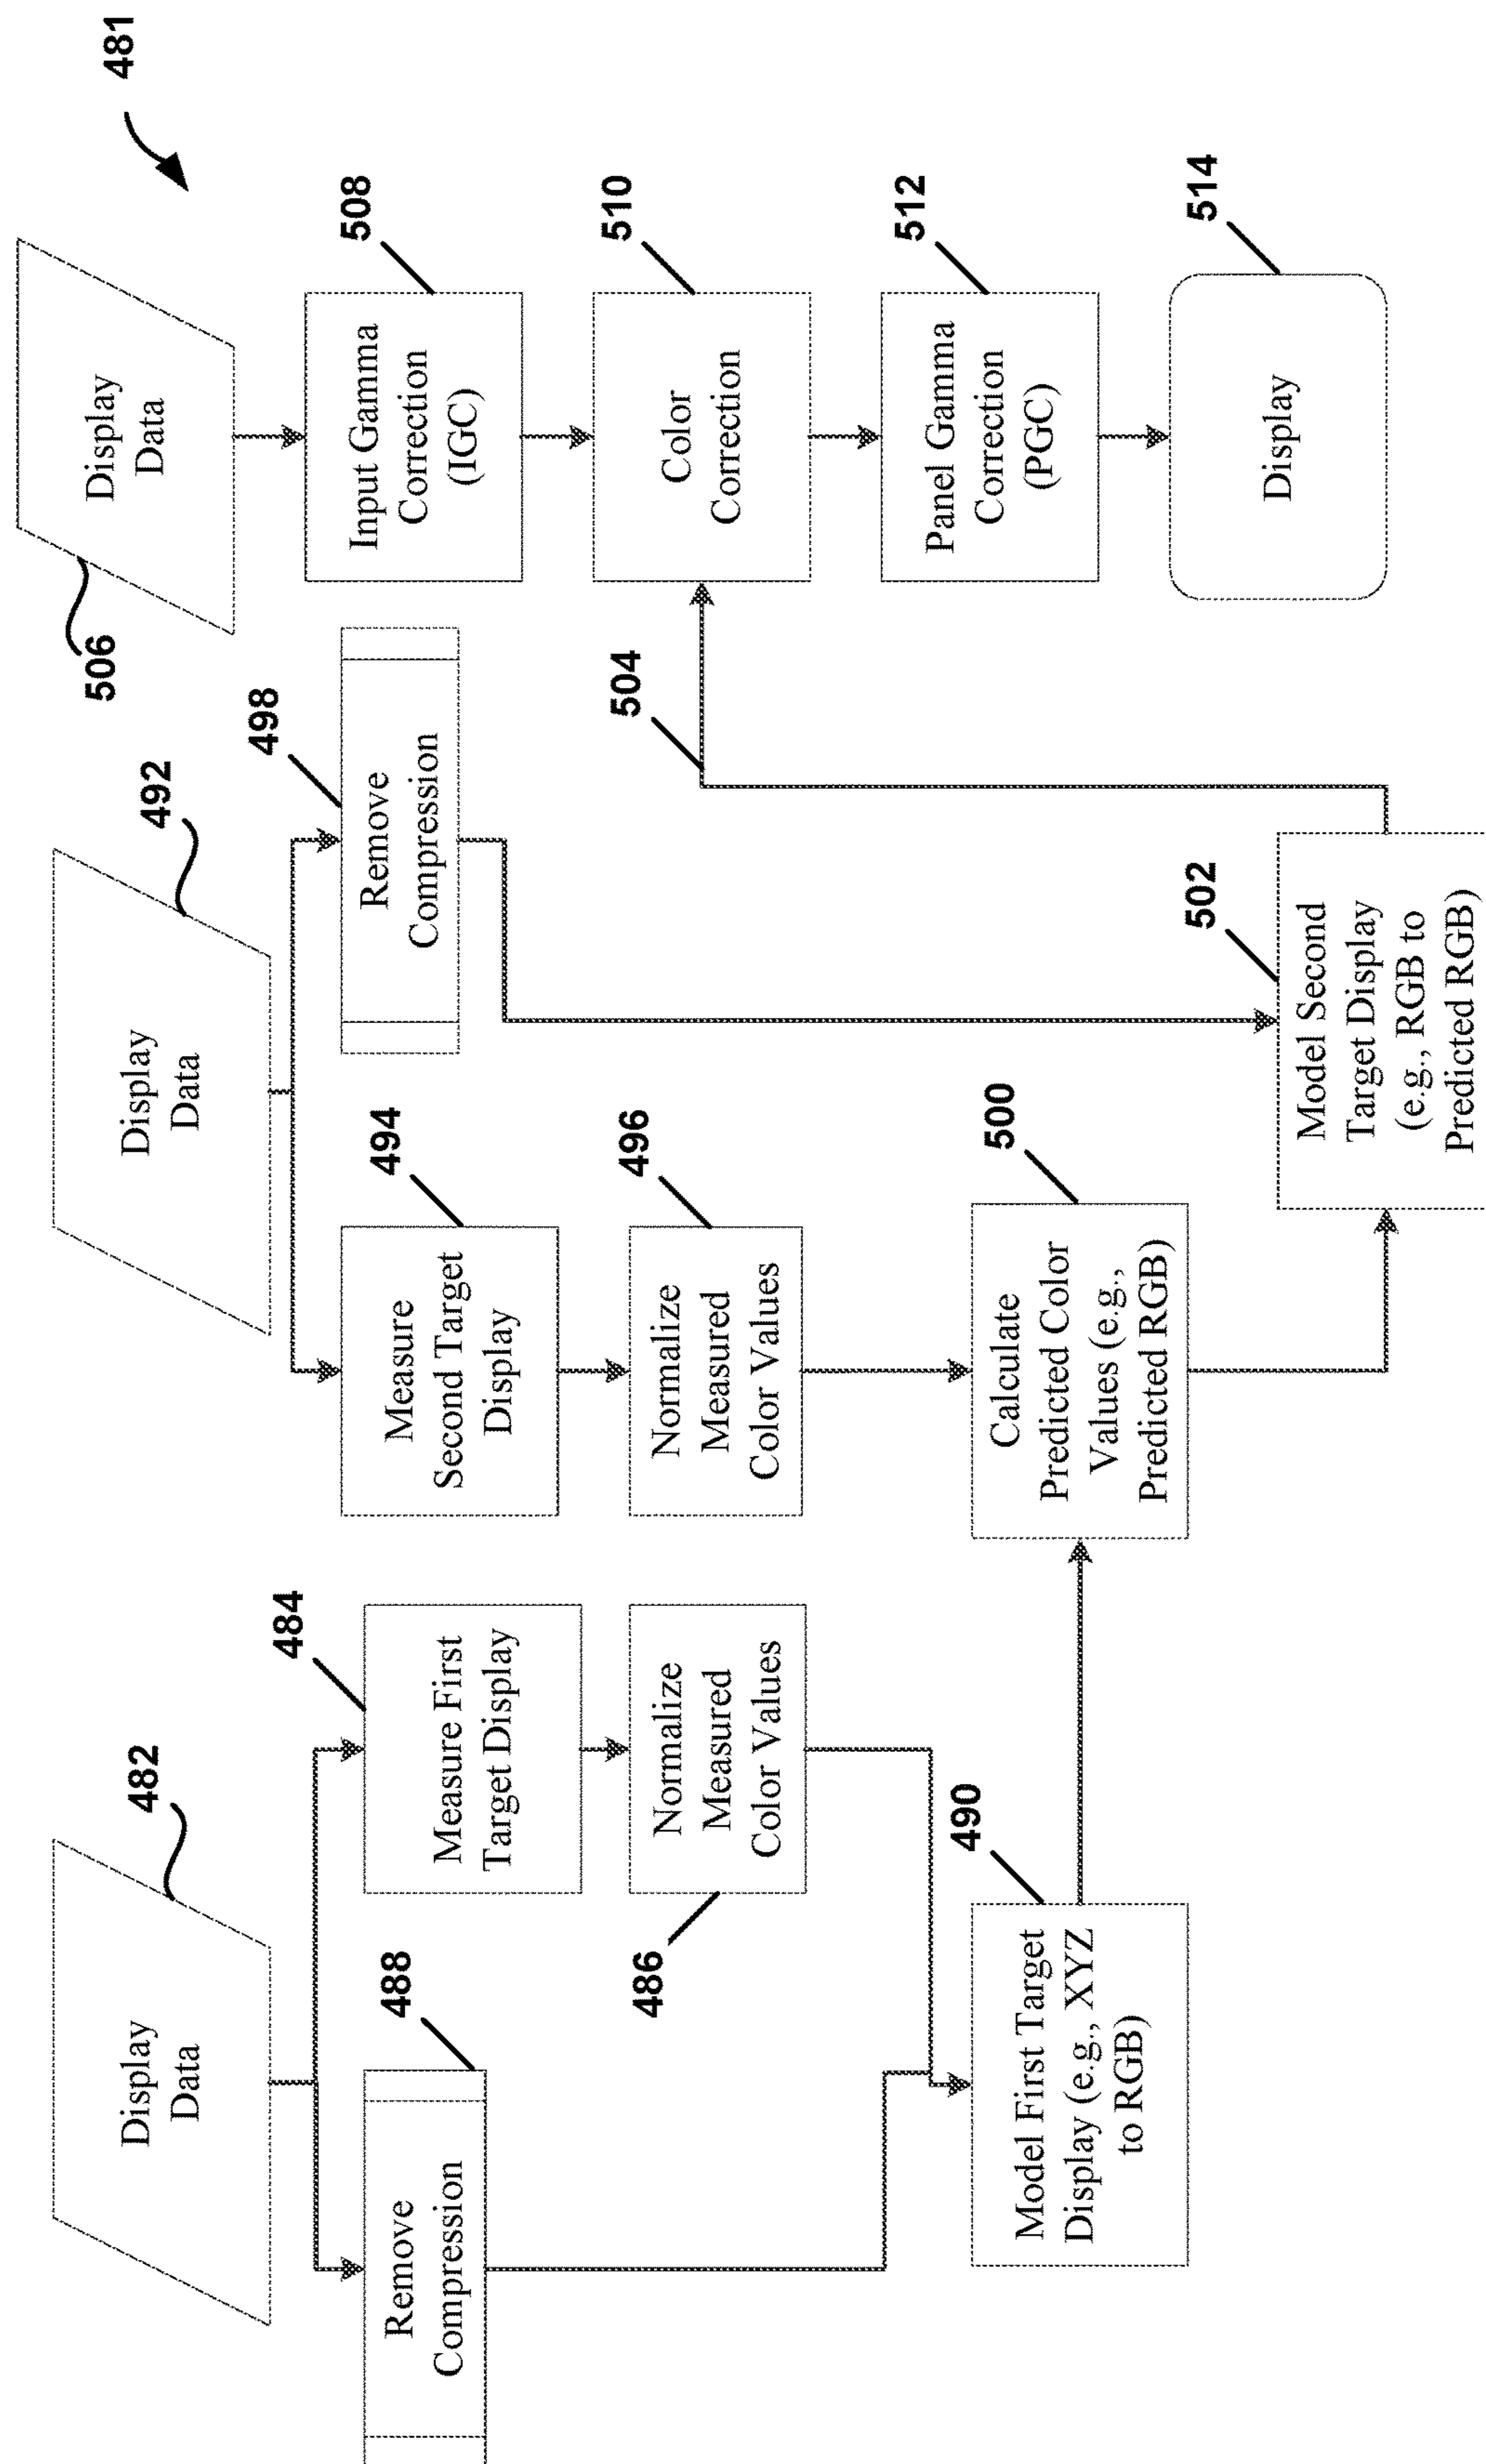 481
482
Display
Data
488
Remove
Compression
484
Measure First
Target Display
486
Normalize
Measured
Color Values
490
Model First Target
Display (e.g., XYZ
to RGB)
492
Display
Data
494
Measure
Second Target
Display
496
Normalize
Measured
Color Values
498
Remove
Compression
500
Calculate
Predicted Color
Values (e.g.,
Predicted RGB)
502
Model Second
Target Display
(e.g., RGB to
Predicted RGB)
504
506
Display
Data
508
Input Gamma
Correction
(IGC)
510
Color
Correction
512
Panel Gamma
Correction
(PGC)
514
Display